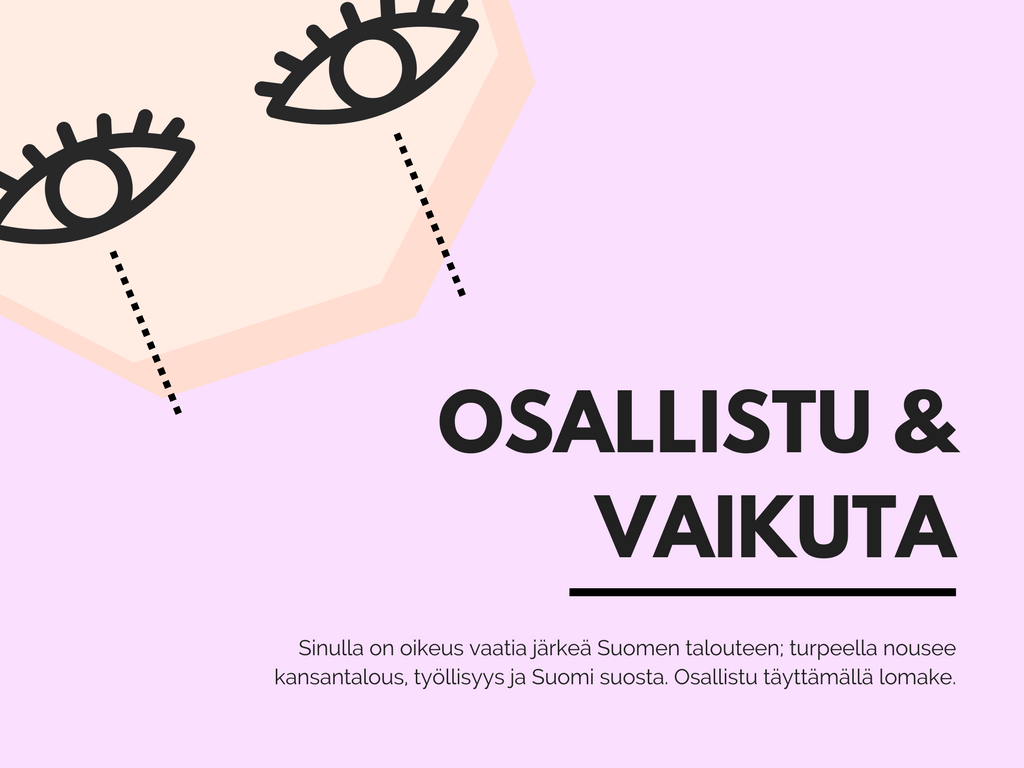 OSALLISTU &
VAIKUTA
Sinulla on oikeus vaatia järkeä Suomen talouteen; turpeella nousee
kansantalous, työllisyys ja Suomi suosta. Osallistu täyttämällä lomake.